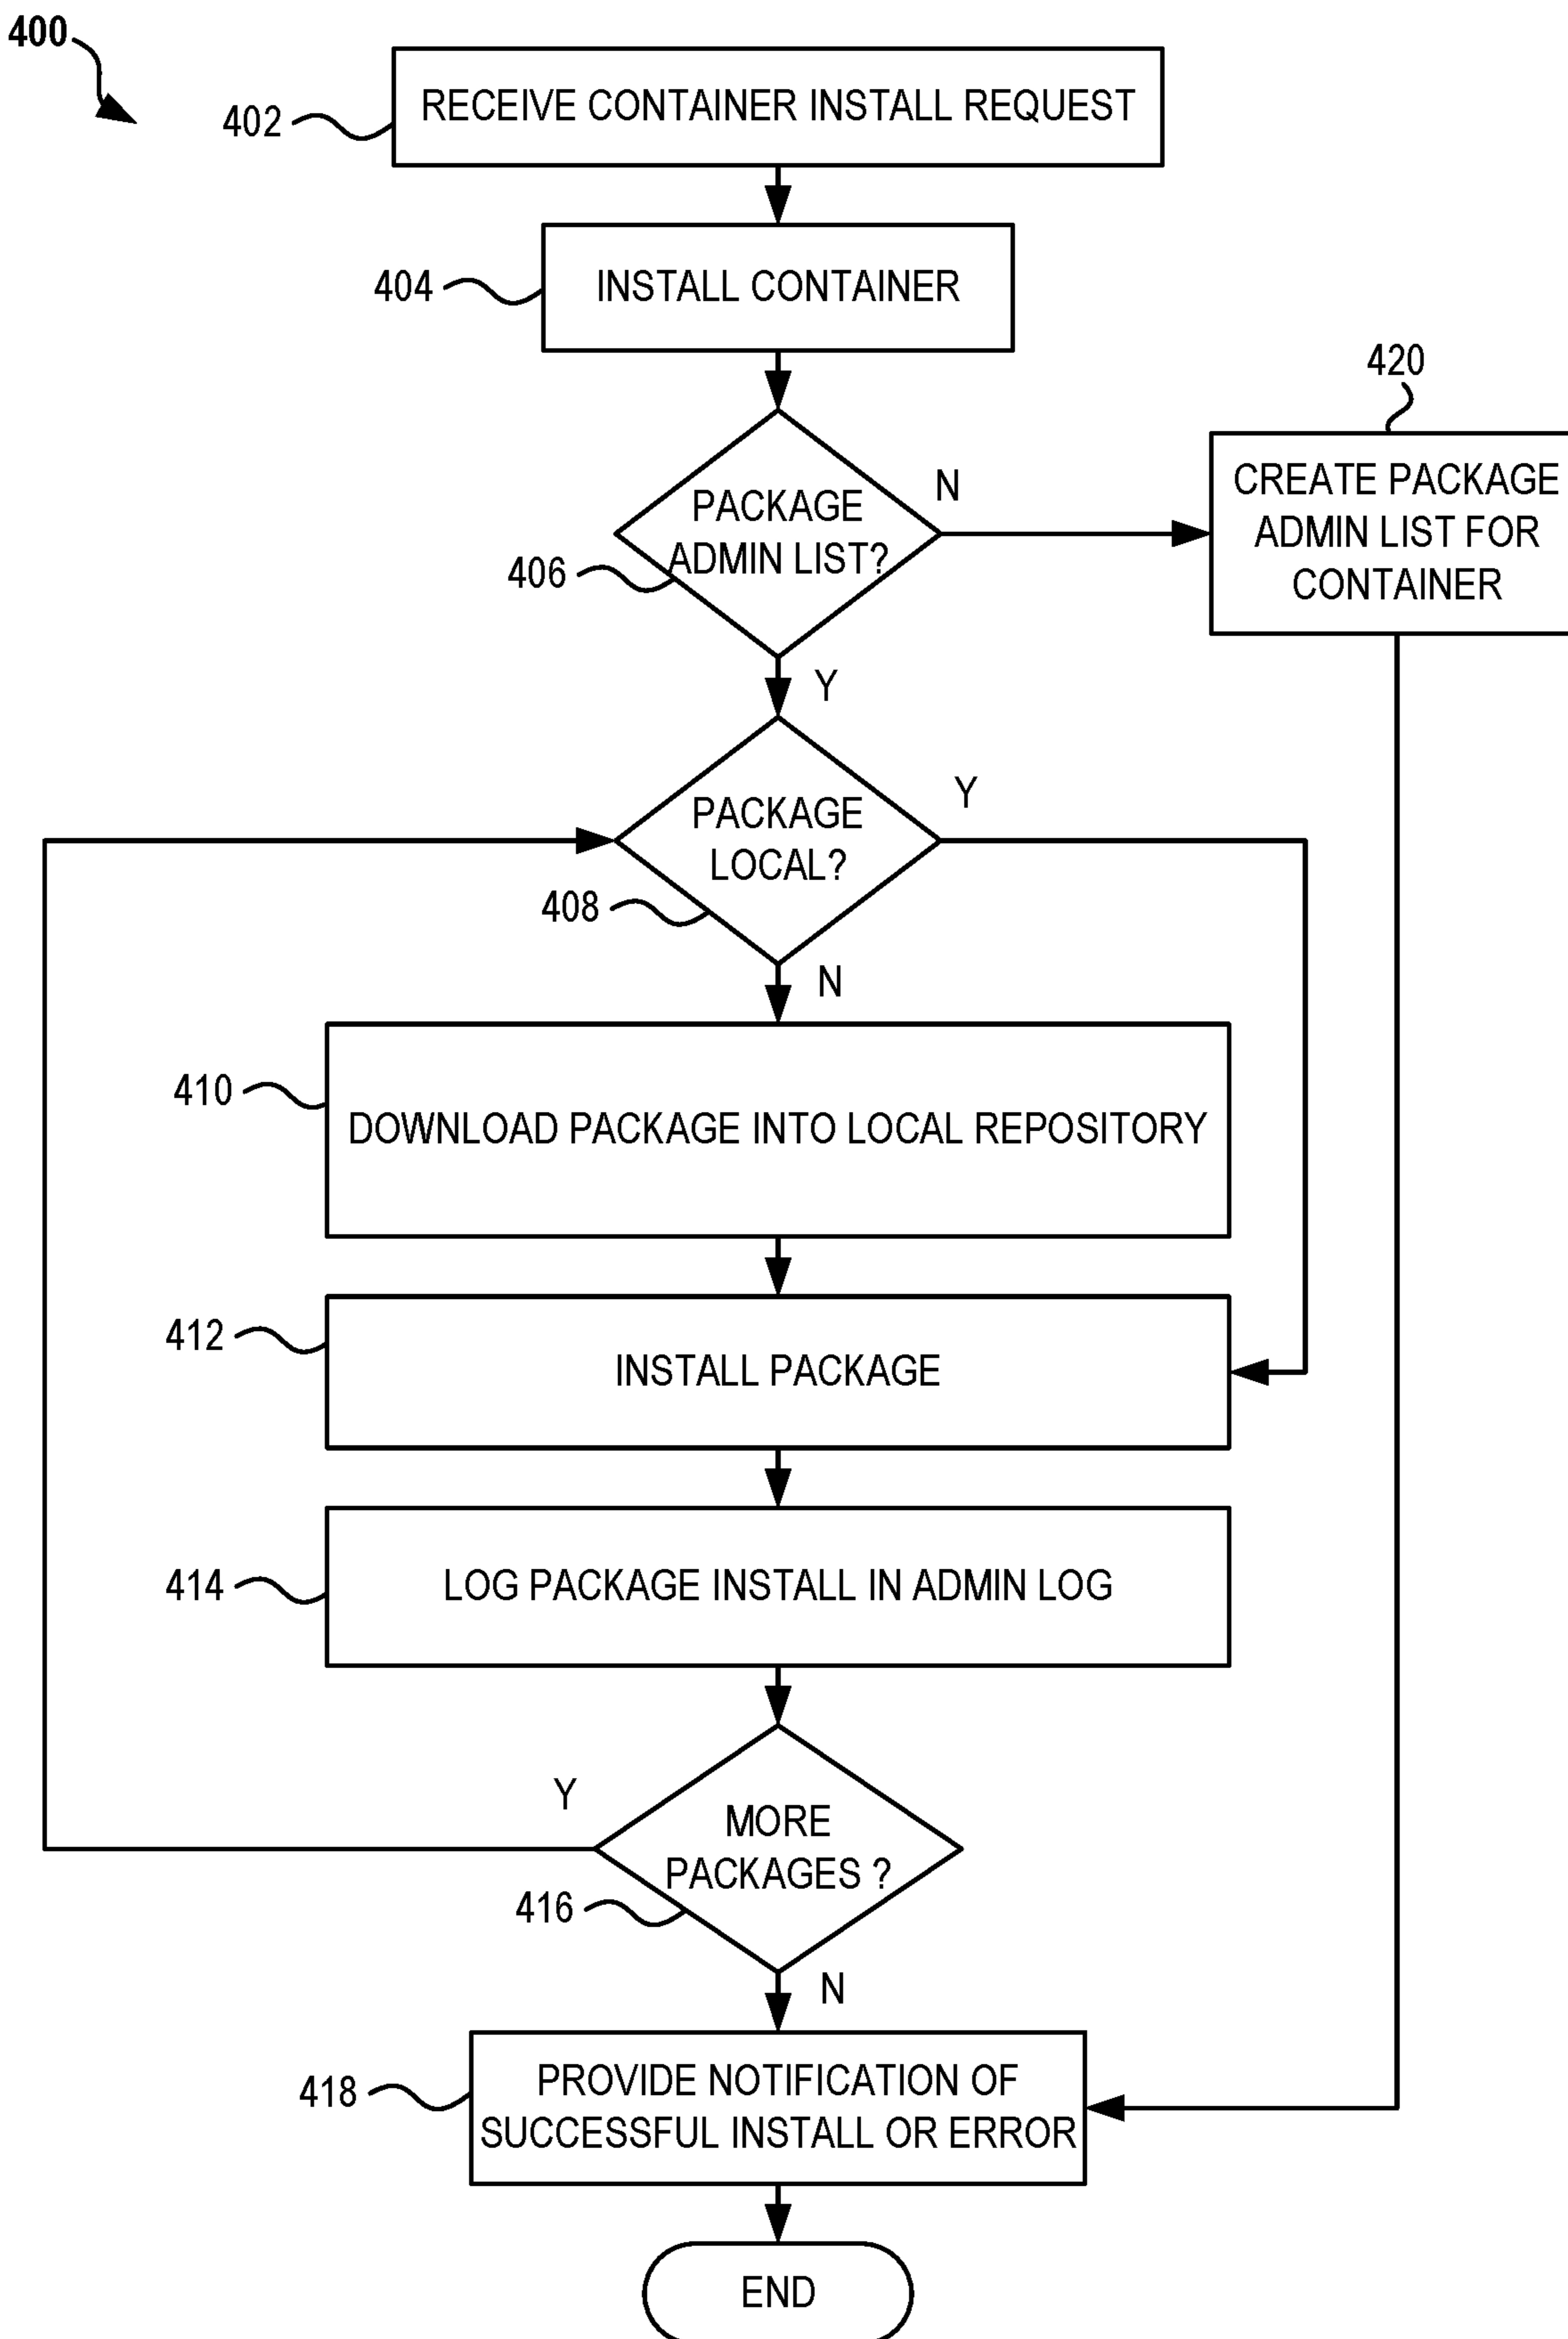 400
402
RECEIVE CONTAINER INSTALL REQUEST
404
INSTALL CONTAINER
420
CREATE PACKAGE
ADMIN LIST FOR
CONTAINER
N
PACKAGE
ADMIN LIST?
406
Y
PACKAGE
LOCAL?
Y
408
N
410
DOWNLOAD PACKAGE INTO LOCAL REPOSITORY
412
INSTALL PACKAGE
414
LOG PACKAGE INSTALL IN ADMIN LOG
Y
MORE
PACKAGES ?
416
N
418
PROVIDE NOTIFICATION OF
SUCCESSFUL INSTALL OR ERROR
END